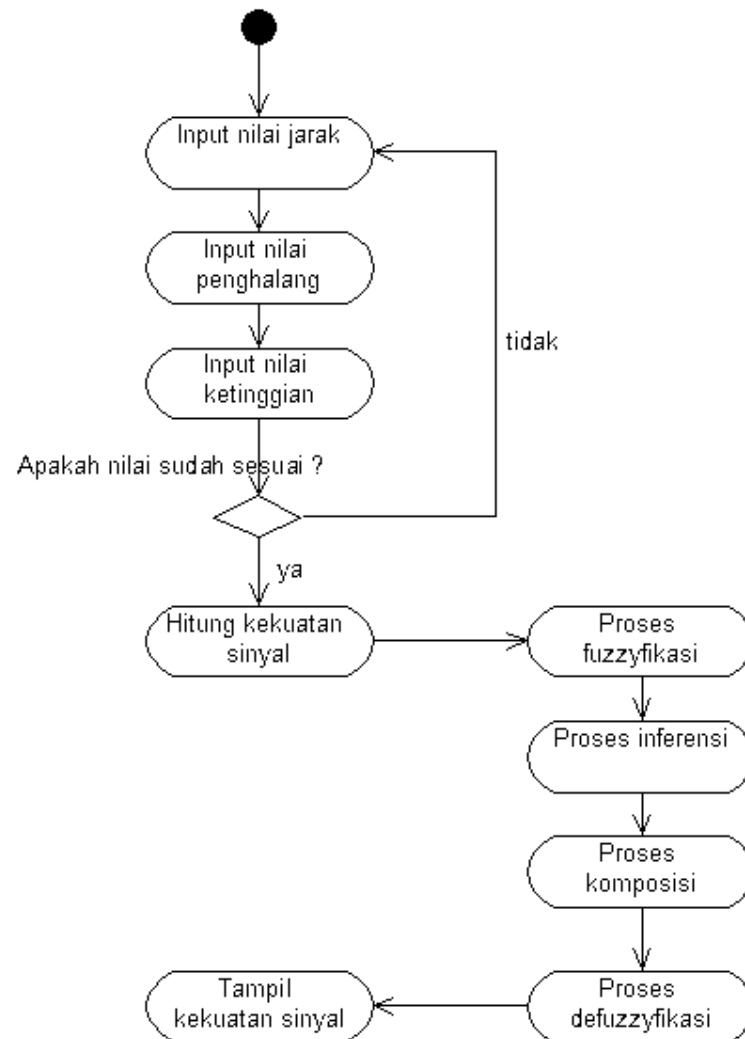 Input nilai jarak
Input nilai
penghalang
tidak
Input nilai
ketinggian
Apakah nilai sudah sesuai ?
ya
Hitung kekuatan
sinyal
Proses
fuzzyfikasi
Proses inferensi
Proses
komposisi
Proses
defuzzyfikasi
Tampil
kekuatan sinyal